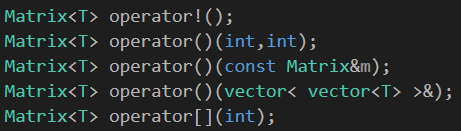 Matrix<T> operator!();
Matrix<T> operator()(int,int);
Matrix<T> operator()(const Matrix&m);
Matrix<T> operator()(vector< vector<T> >&);
Matrix<T> operator[](int);